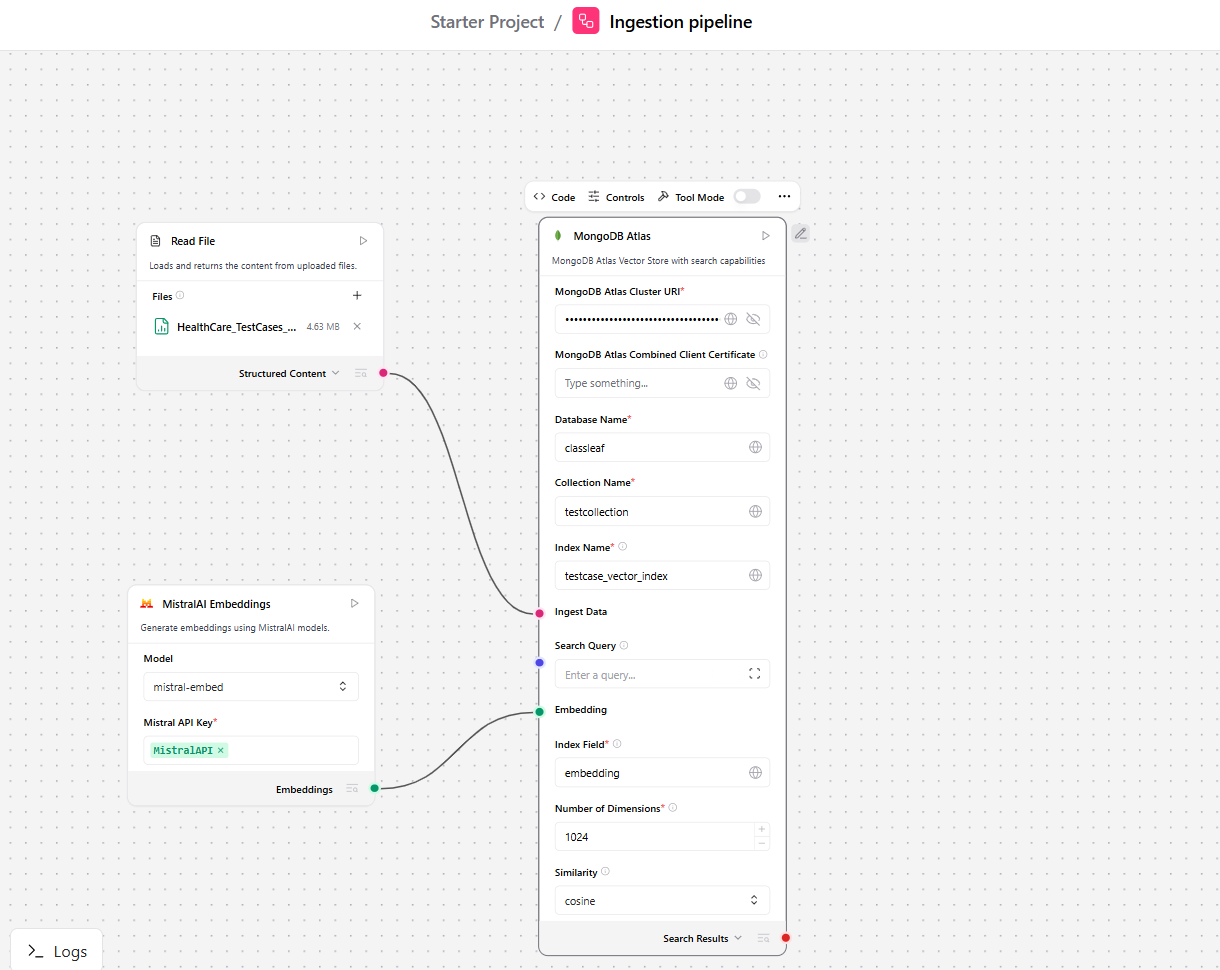 Starter Project / Ingestion pipeline
Code Controls Tool Mode
Read File
Loads and returns the content from uploaded files.
Files
HealthCare_TestCases_... 4.63 MB
Structured Content
MistralAI Embeddings
Generate embeddings using MistralAI models.
Model
mistral-embed
Mistral API Key*
MistralAPI
Embeddings
MongoDB Atlas
MongoDB Atlas Vector Store with search capabilities
MongoDB Atlas Cluster URI*
MongoDB Atlas Combined Client Certificate
Type something...
Database Name*
classleaf
Collection Name*
testcollection
Index Name*
testcase_vector_index
Ingest Data
Search Query
Enter a query...
Embedding
Index Field*
embedding
Number of Dimensions*
1024
Similarity
cosine
Search Results
Logs